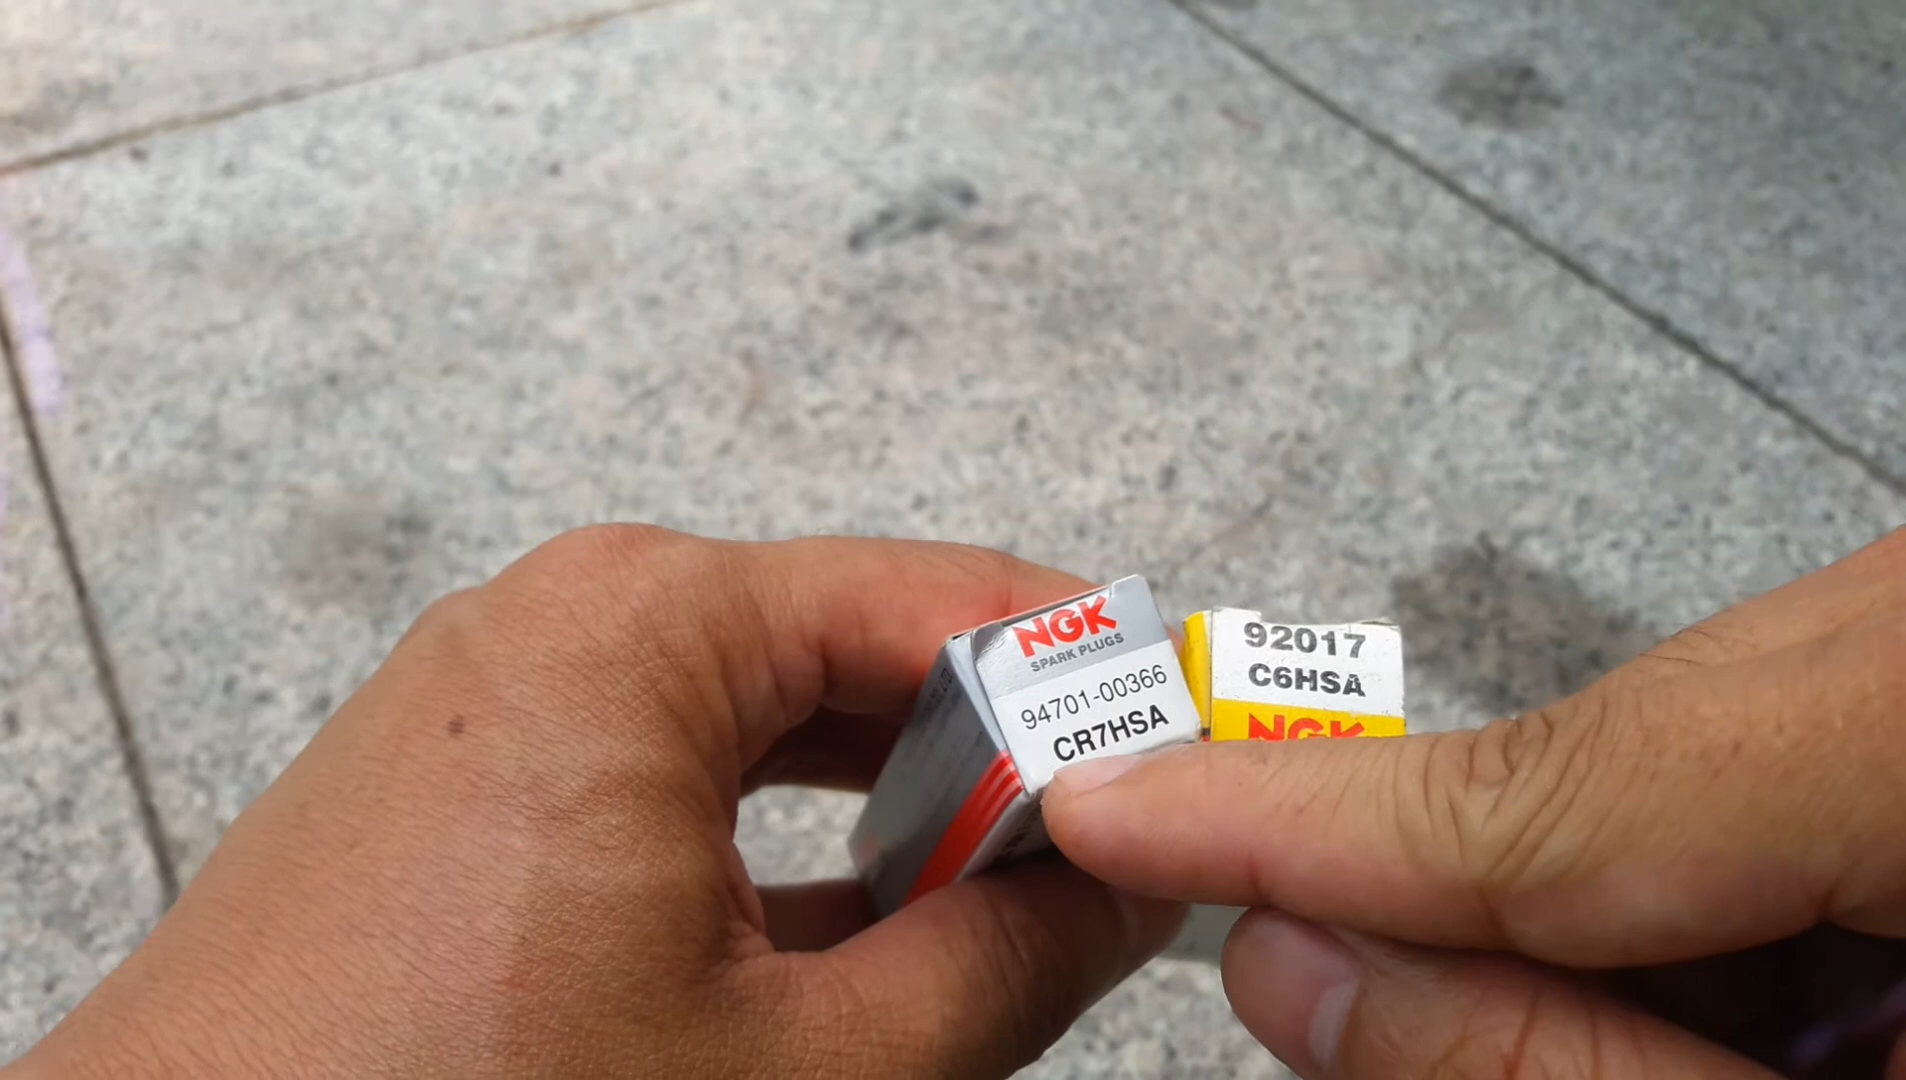 NGK
SPARK PLUGS
94701-00366
CR7HSA
92017
C6HSA
NGK